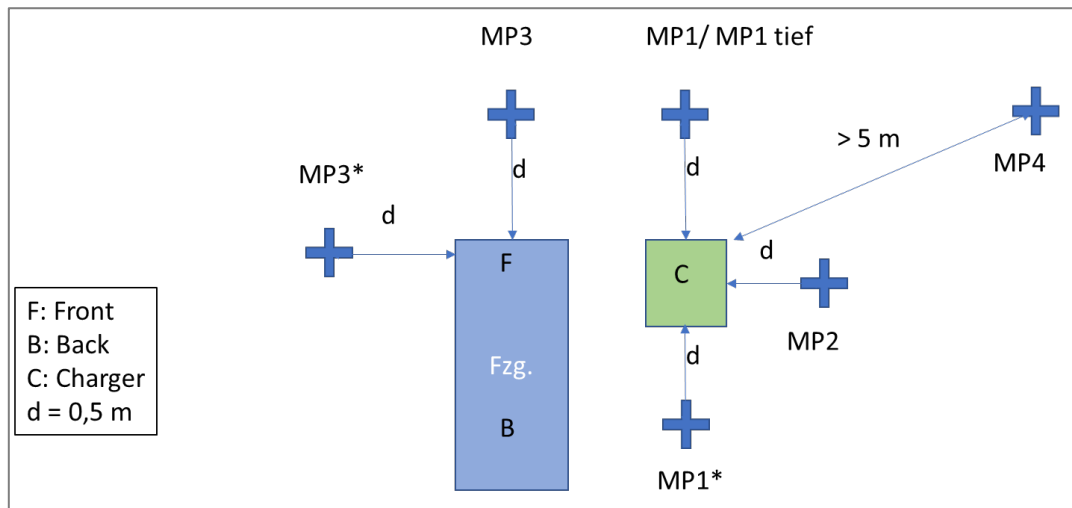 MP3
MP1/ MP1 tief
> 5 m
MP4
MP3*
d
d
d
d
F
C
MP2
F: Front
B: Back
C: Charger
d = 0,5 m
Fzg.
d
B
MP1*